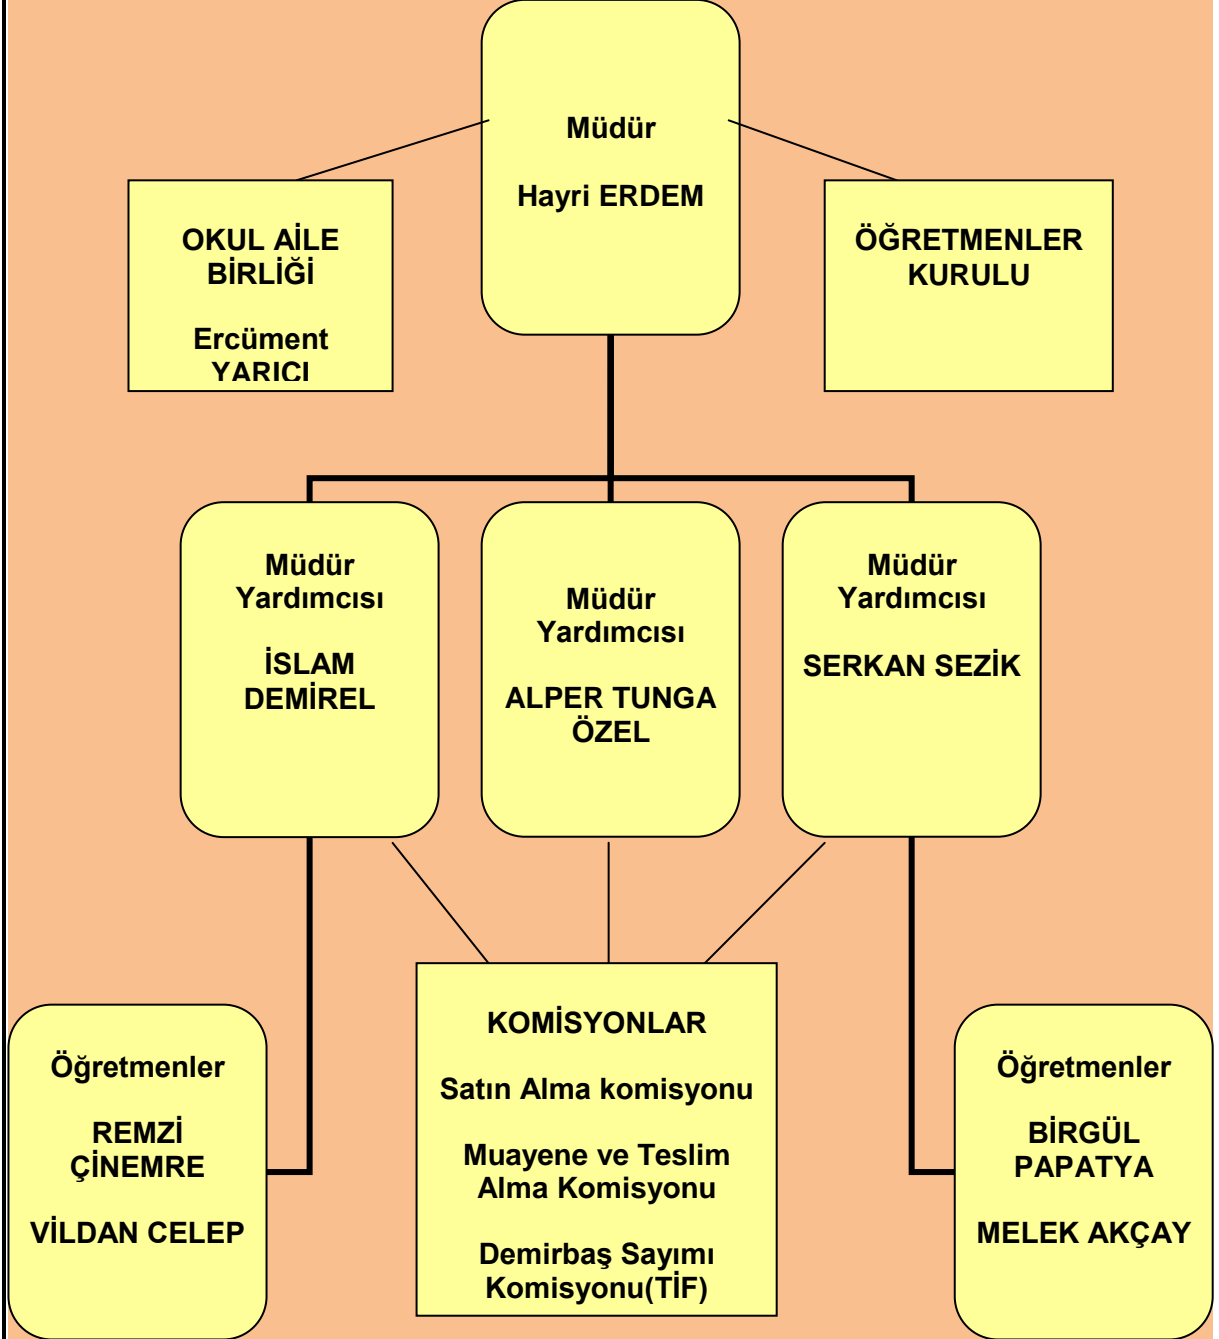 Müdür
Hayri ERDEM
OKUL AİLE
BİRLİĞİ
Ercüment
YARICI
ÖĞRETMENLER
KURULU
Müdür
Yardımcısı
İSLAM
DEMİREL
Müdür
Yardımcısı
ALPER TUNGA
ÖZEL
Müdür
Yardımcısı
SERKAN SEZİK
Öğretmenler
REMZİ
ÇİNEMRE
VİLDAN CELEP
KOMİSYONLAR
Satın Alma komisyonu
Muayene ve Teslim
Alma Komisyonu
Demirbaş Sayımı
Komisyonu(TİF)
Öğretmenler
BİRGÜL
PAPATYA
MELEK AKÇAY